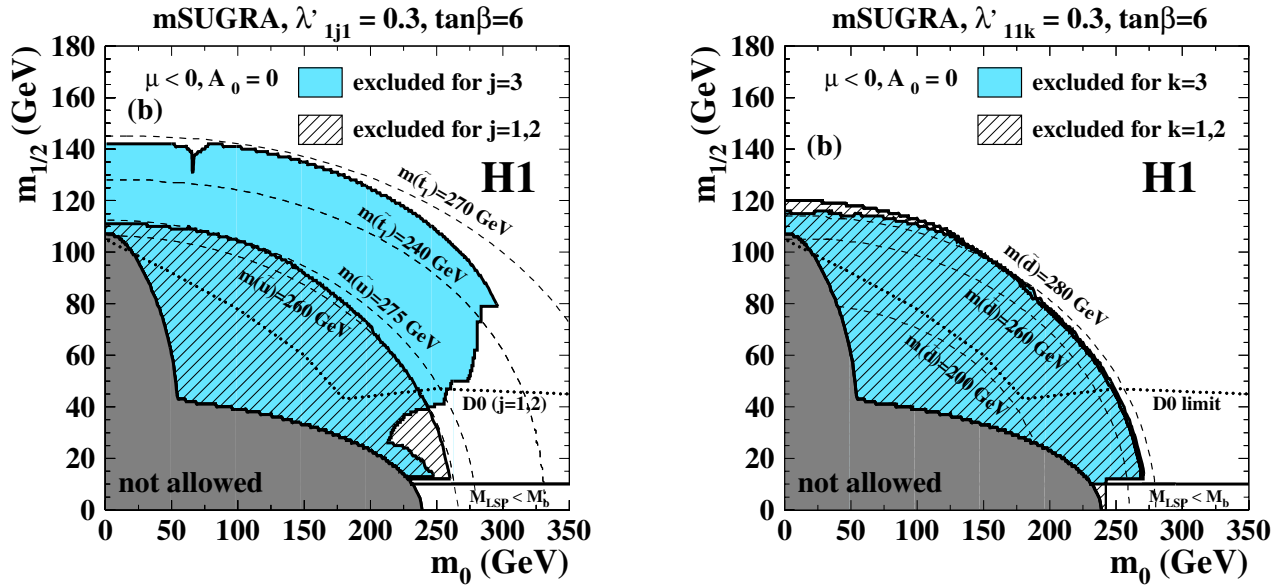 mSUGRA, λ'1j1 = 0.3, tanβ=6
m1/2 (GeV)
180
160
140
120
100
80
60
40
20
0
μ < 0, A0 = 0
(b)
excluded for j=3
excluded for j=1,2
H1
m(t̃1)=270 GeV
m(t̃1)=240 GeV
m(ũ)=275 GeV
m(ũ)=260 GeV
D0 (j=1,2)
not allowed
MLSP < Mb
0 50 100 150 200 250 300 350
m0 (GeV)
mSUGRA, λ'11k = 0.3, tanβ=6
m1/2 (GeV)
180
160
140
120
100
80
60
40
20
0
μ < 0, A0 = 0
(b)
excluded for k=3
excluded for k=1,2
H1
m(d̃)=280 GeV
m(d̃)=260 GeV
m(d̃)=200 GeV
D0 limit
not allowed
MLSP < Mb
0 50 100 150 200 250 300 350
m0 (GeV)